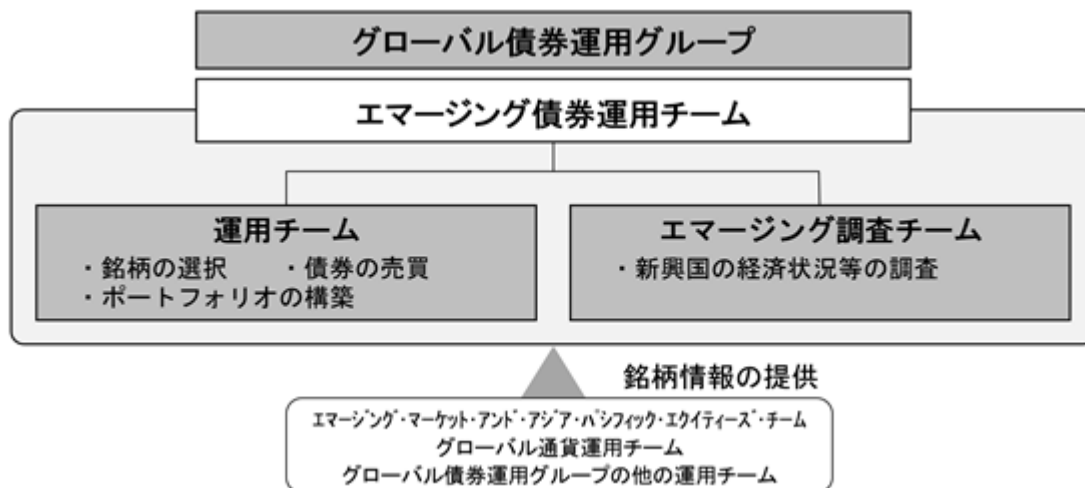 グローバル債券運用グループ
エマージング債券運用チーム
運用チーム
・銘柄の選択 ・債券の売買
・ポートフォリオの構築
エマージング調査チーム
・新興国の経済状況等の調査
銘柄情報の提供
ｴﾏｰｼﾞﾝｸﾞ･ﾏｰｹｯﾄ･ｱﾝﾄﾞ･ｱｼﾞｱ･ﾊﾟｼﾌｨｯｸ･ｴｸｲﾃｨｰｽﾞ･ﾁｰﾑ
グローバル通貨運用チーム
グローバル債券運用グループの他の運用チーム